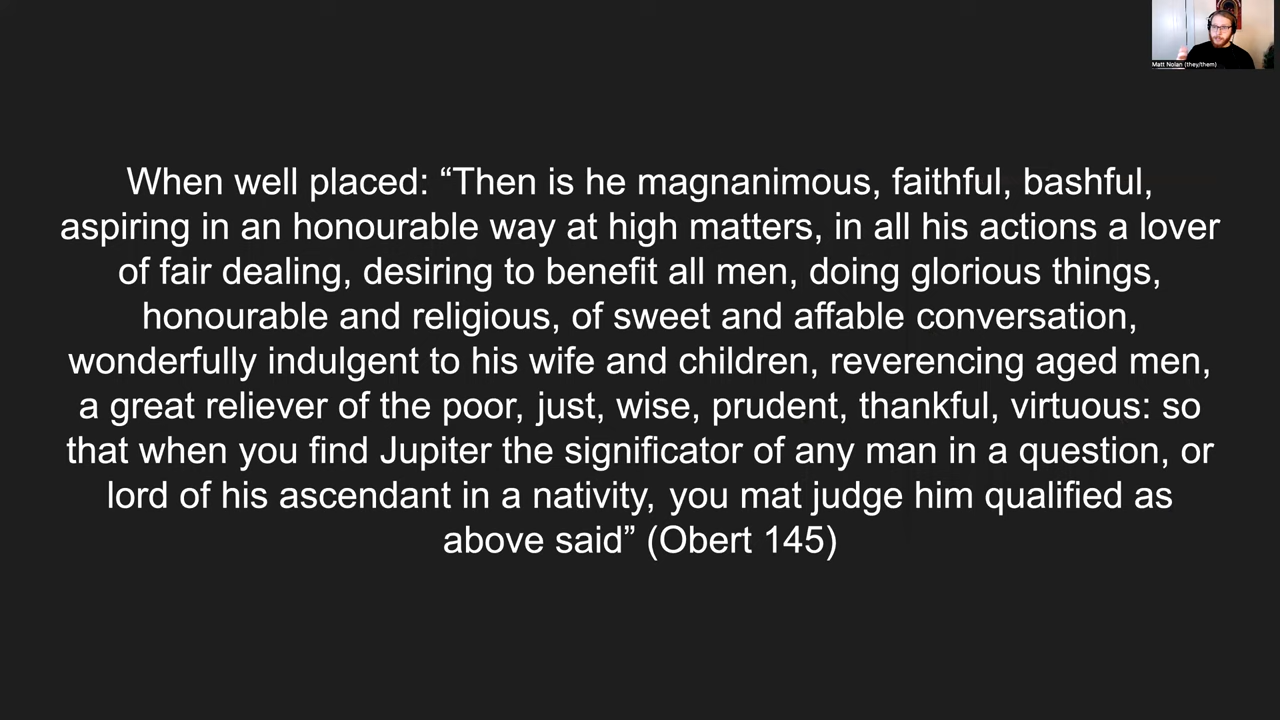 Matt Nolan (they/them)
When well placed: “Then is he magnanimous, faithful, bashful,
aspiring in an honourable way at high matters, in all his actions a lover
of fair dealing, desiring to benefit all men, doing glorious things,
honourable and religious, of sweet and affable conversation,
wonderfully indulgent to his wife and children, reverencing aged men,
a great reliever of the poor, just, wise, prudent, thankful, virtuous: so
that when you find Jupiter the significator of any man in a question, or
lord of his ascendant in a nativity, you mat judge him qualified as
above said” (Obert 145)